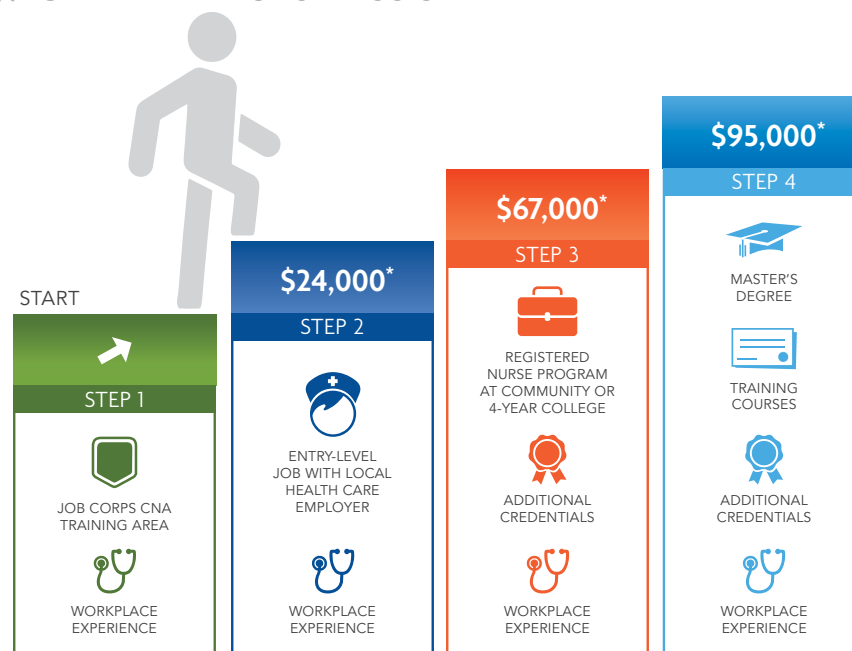 START
STEP 1
JOB CORPS CNA
TRAINING AREA
WORKPLACE
EXPERIENCE
$24,000*
STEP 2
ENTRY-LEVEL
JOB WITH LOCAL
HEALTH CARE
EMPLOYER
WORKPLACE
EXPERIENCE
$67,000*
STEP 3
REGISTERED
NURSE PROGRAM
AT COMMUNITY OR
4-YEAR COLLEGE
ADDITIONAL
CREDENTIALS
WORKPLACE
EXPERIENCE
$95,000*
STEP 4
MASTER'S
DEGREE
TRAINING
COURSES
ADDITIONAL
CREDENTIALS
WORKPLACE
EXPERIENCE